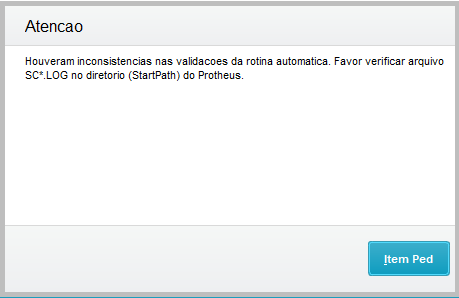 Atencao
Houveram inconsistencias nas validacoes da rotina automatica. Favor verificar arquivo
SC*.LOG no diretorio (StartPath) do Protheus.
Item Ped